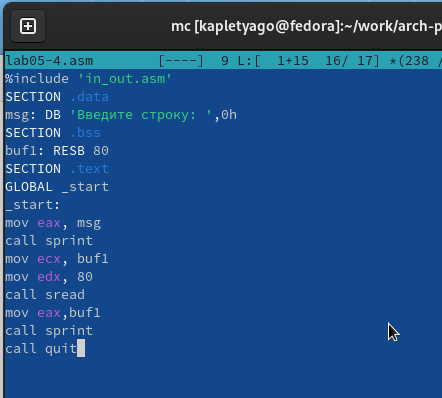 mc [kapletyago@fedora]:~/work/arch-p
lab05-4.asm [----] 9 L:[ 1+15 16/ 17] *(238 /
%include 'in_out.asm'
SECTION .data
msg: DB 'Введите строку: ',0h
SECTION .bss
buf1: RESB 80
SECTION .text
GLOBAL _start
_start:
mov eax, msg
call sprint
mov ecx, buf1
mov edx, 80
call sread
mov eax,buf1
call sprint
call quit